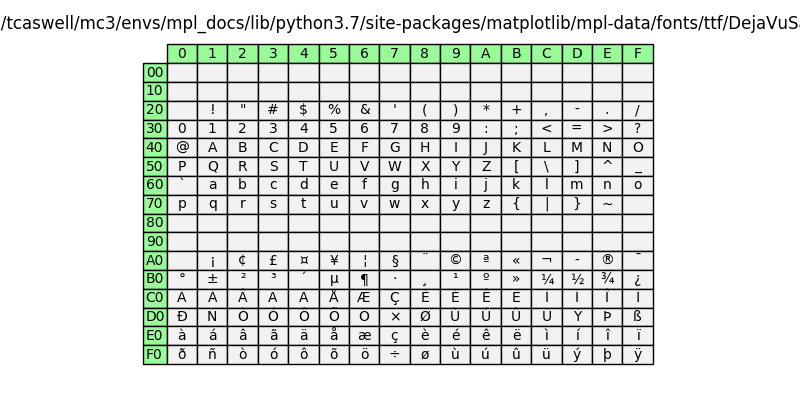 /tcaswell/mc3/envs/mpl_docs/lib/python3.7/site-packages/matplotlib/mpl-data/fonts/ttf/DejaVuSa
0 1 2 3 4 5 6 7 8 9 A B C D E F
00
10
20 ! " # $ % & ' ( ) * + , - . /
30 0 1 2 3 4 5 6 7 8 9 : ; < = > ?
40 @ A B C D E F G H I J K L M N O
50 P Q R S T U V W X Y Z [ \ ] ^ _
60 ` a b c d e f g h i j k l m n o
70 p q r s t u v w x y z { | } ~
80
90
A0 ¡ ¢ £ ¤ ¥ ¦ § ¨ © ª « ¬ - ® ¯
B0 ° ± ² ³ ´ µ ¶ · ¸ ¹ º » ¼ ½ ¾ ¿
C0 À Á Â Ã Ä Å Æ Ç È É Ê Ë Ì Í Î Ï
D0 Ð Ñ Ò Ó Ô Õ Ö × Ø Ù Ú Û Ü Ý Þ ß
E0 à á â ã ä å æ ç è é ê ë ì í î ï
F0 ð ñ ò ó ô õ ö ÷ ø ù ú û ü ý þ ÿ